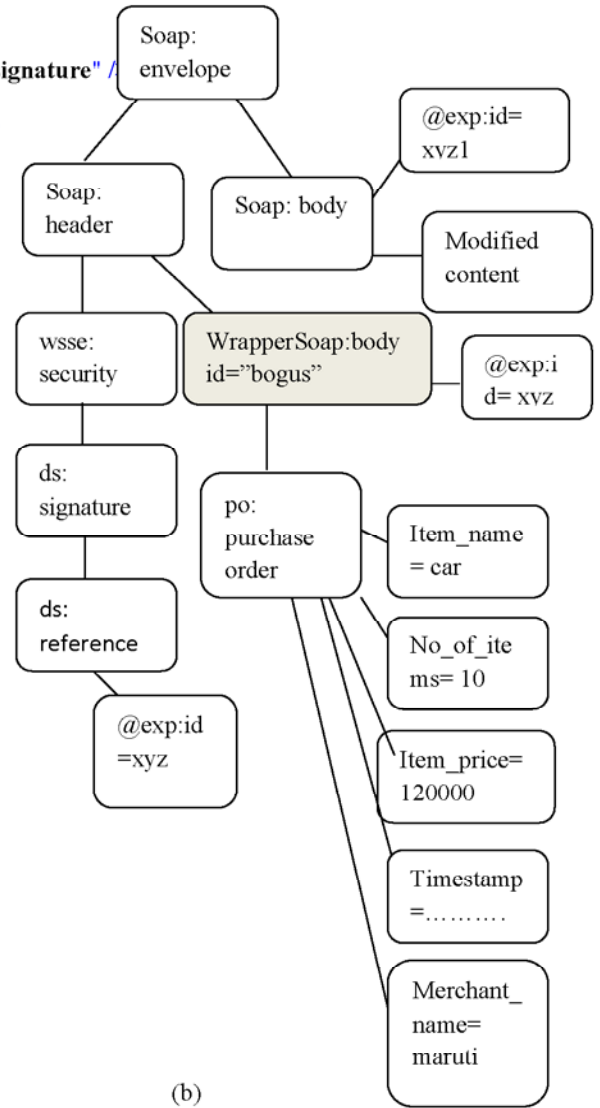 Soap:
envelope
ignature" /
@exp:id=
xvz1
Soap:
header
Soap: body
Modified
content
wsse:
security
WrapperSoap:body
id=”bogus”
@exp:i
d= xvz
ds:
signature
po:
purchase
order
Item_name
= car
ds:
reference
No_of_ite
ms= 10
@exp:id
=xyz
Item_price=
120000
Timestamp
=……….
Merchant_
name=
maruti
(b)